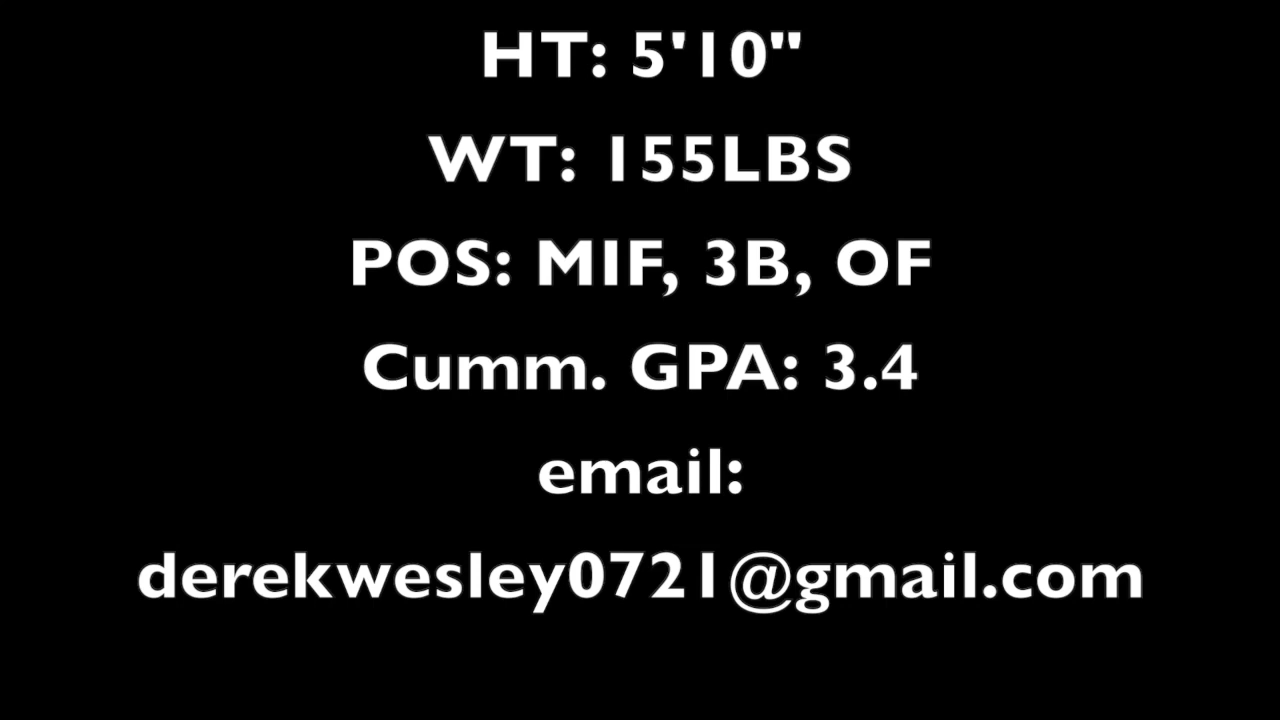 HT: 5'10"
WT: 155LBS
POS: MIF, 3B, OF
Cumm. GPA: 3.4
email:
derekwesley0721@gmail.com